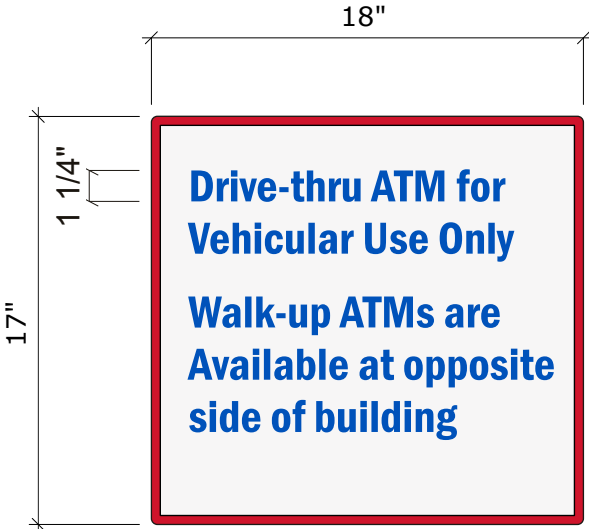 18"
1 1/4"
17"
Drive-thru ATM for
Vehicular Use Only
Walk-up ATMs are
Available at opposite
side of building